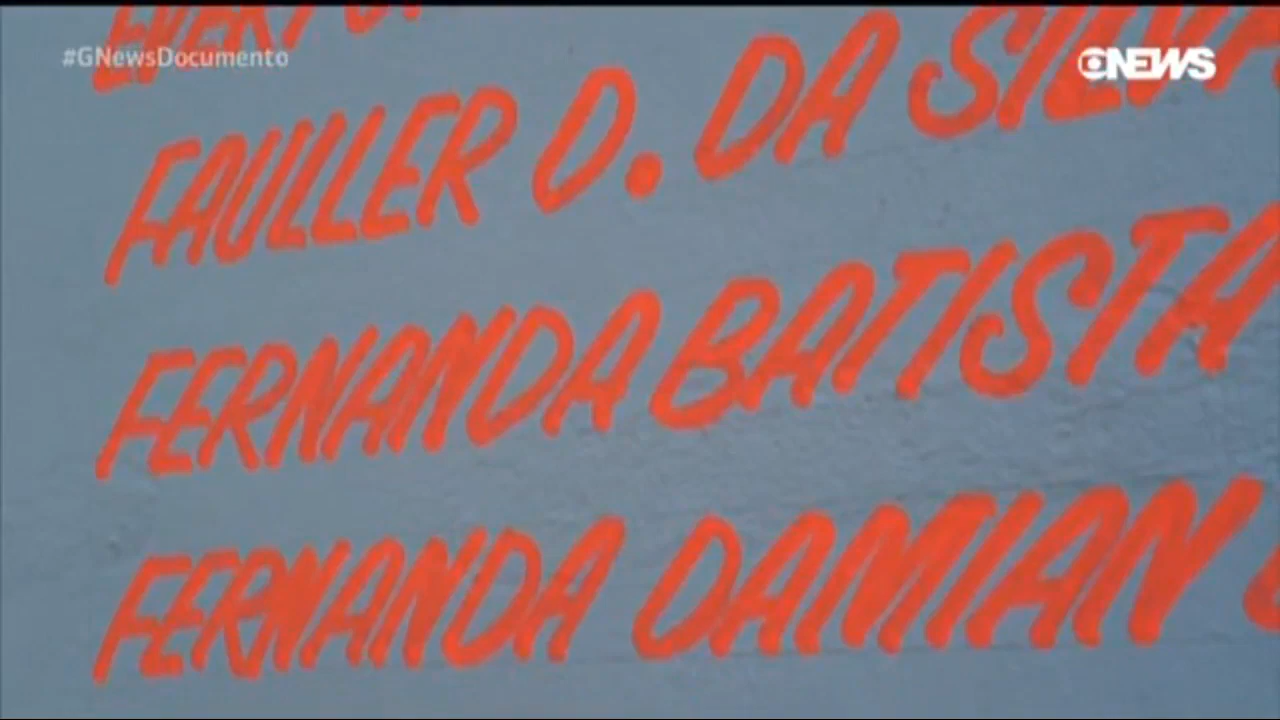 #GNewsDocumento
GNEWS
FAULLER D. DA SILVA
FERNANDA BATISTA
FERNANDA DAMIAN